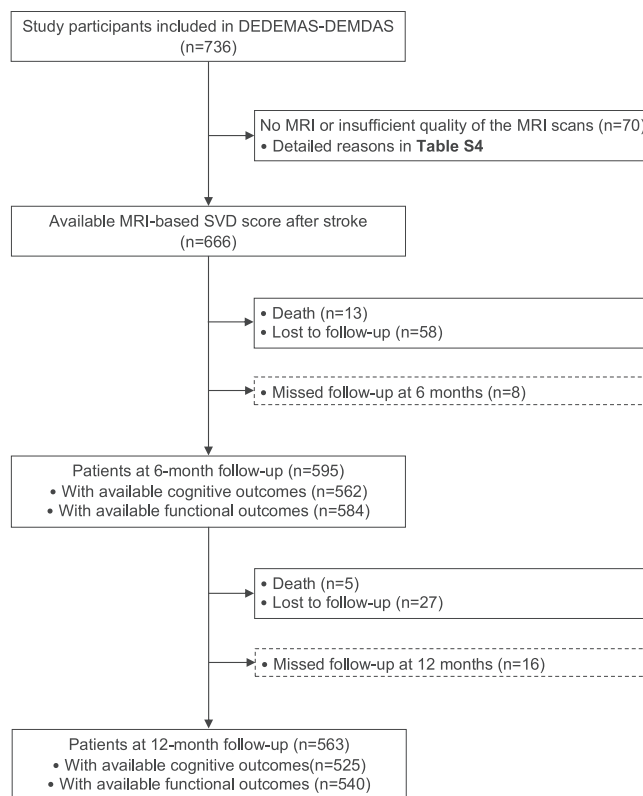 Study participants included in DEDEMAS-DEMDAS
(n=736)
No MRI or insufficient quality of the MRI scans (n=70)
• Detailed reasons in Table S4
Available MRI-based SVD score after stroke
(n=666)
• Death (n=13)
• Lost to follow-up (n=58)
• Missed follow-up at 6 months (n=8)
Patients at 6-month follow-up (n=595)
• With available cognitive outcomes (n=562)
• With available functional outcomes (n=584)
• Death (n=5)
• Lost to follow-up (n=27)
• Missed follow-up at 12 months (n=16)
Patients at 12-month follow-up (n=563)
• With available cognitive outcomes(n=525)
• With available functional outcomes (n=540)